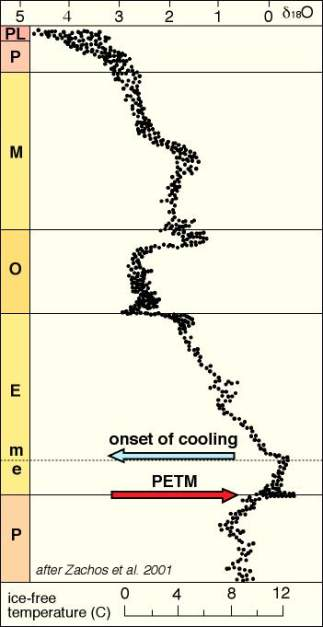 5 4 3 2 1 0 δ18O
PL
P
M
O
E
onset of cooling
m
e
PETM
P
after Zachos et al. 2001
ice-free
temperature (C)
0 4 8 12